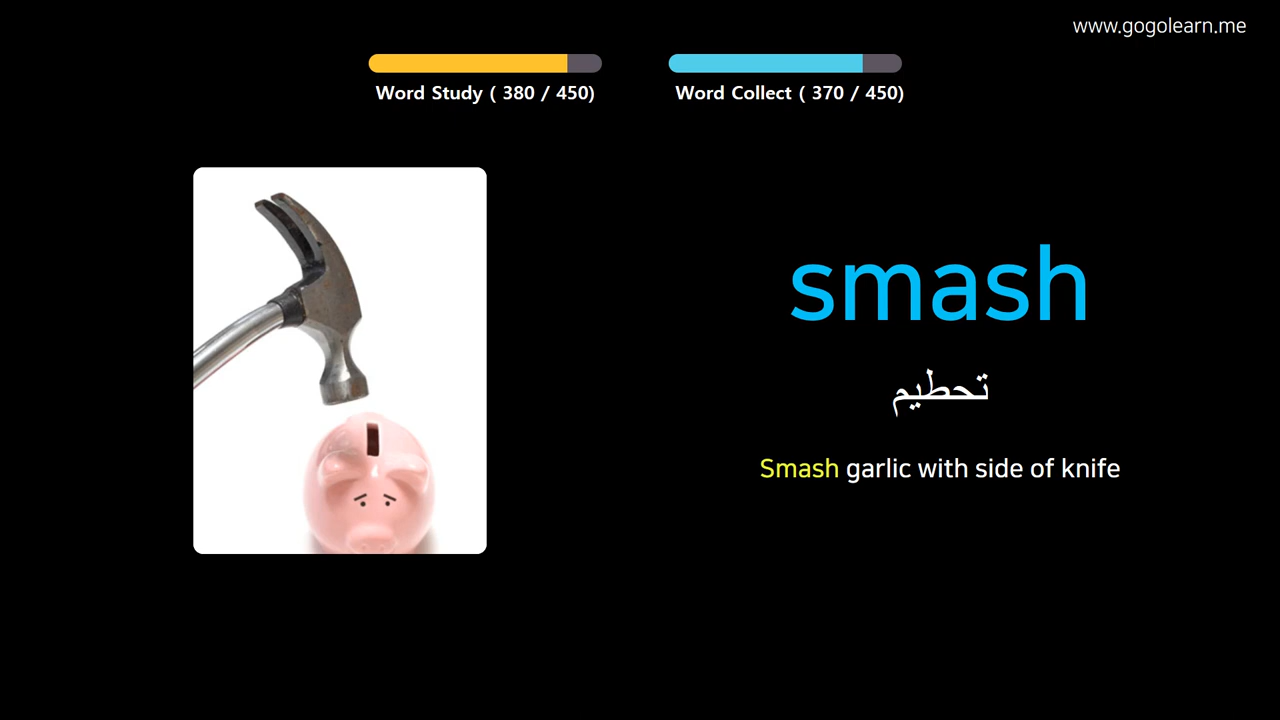 www.gogolearn.me
Word Study ( 380 / 450)
Word Collect ( 370 / 450)
smash
تحطيم
Smash garlic with side of knife